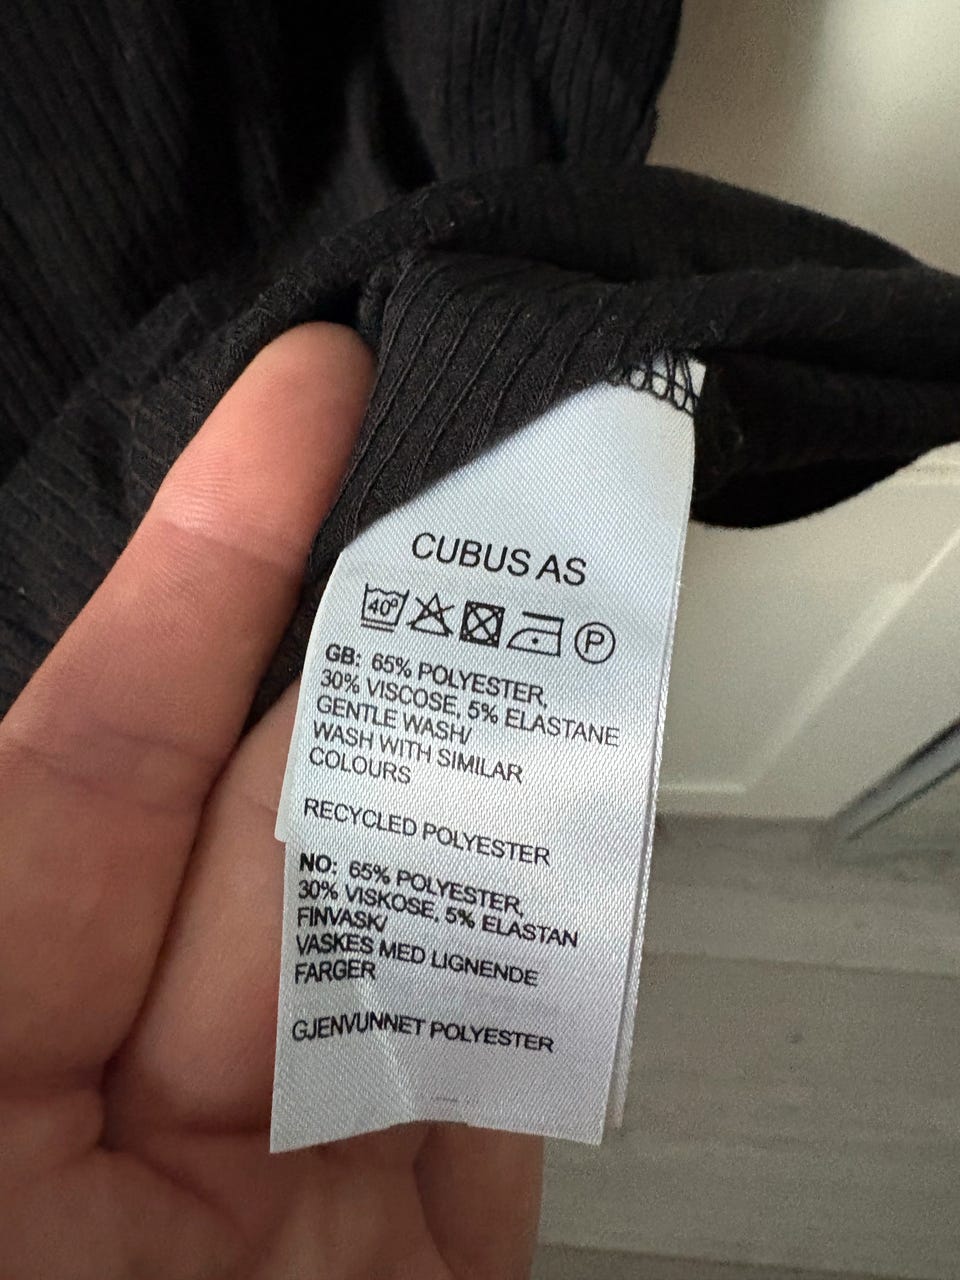 CUBUS AS
40° P
GB: 65% POLYESTER,
30% VISCOSE, 5% ELASTANE
GENTLE WASH/
WASH WITH SIMILAR
COLOURS
RECYCLED POLYESTER
NO: 65% POLYESTER,
30% VISKOSE, 5% ELASTAN
FINVASK/
VASKES MED LIGNENDE
FARGER
GJENVUNNET POLYESTER